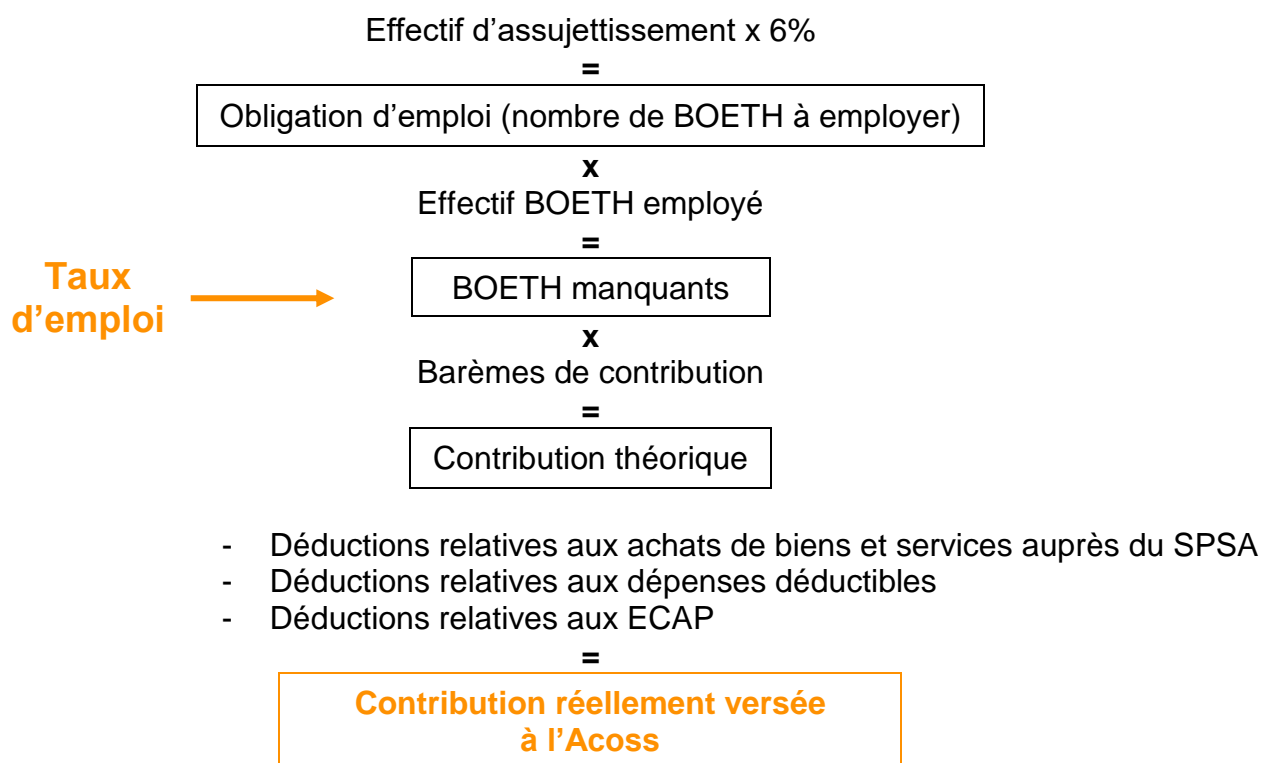 Effectif d’assujettissement x 6%
=
Obligation d’emploi (nombre de BOETH à employer)
x
Effectif BOETH employé
=
Taux
d’emploi
BOETH manquants
x
Barèmes de contribution
=
Contribution théorique
- Déductions relatives aux achats de biens et services auprès du SPSA
- Déductions relatives aux dépenses déductibles
- Déductions relatives aux ECAP
=
Contribution réellement versée
à l’Acoss